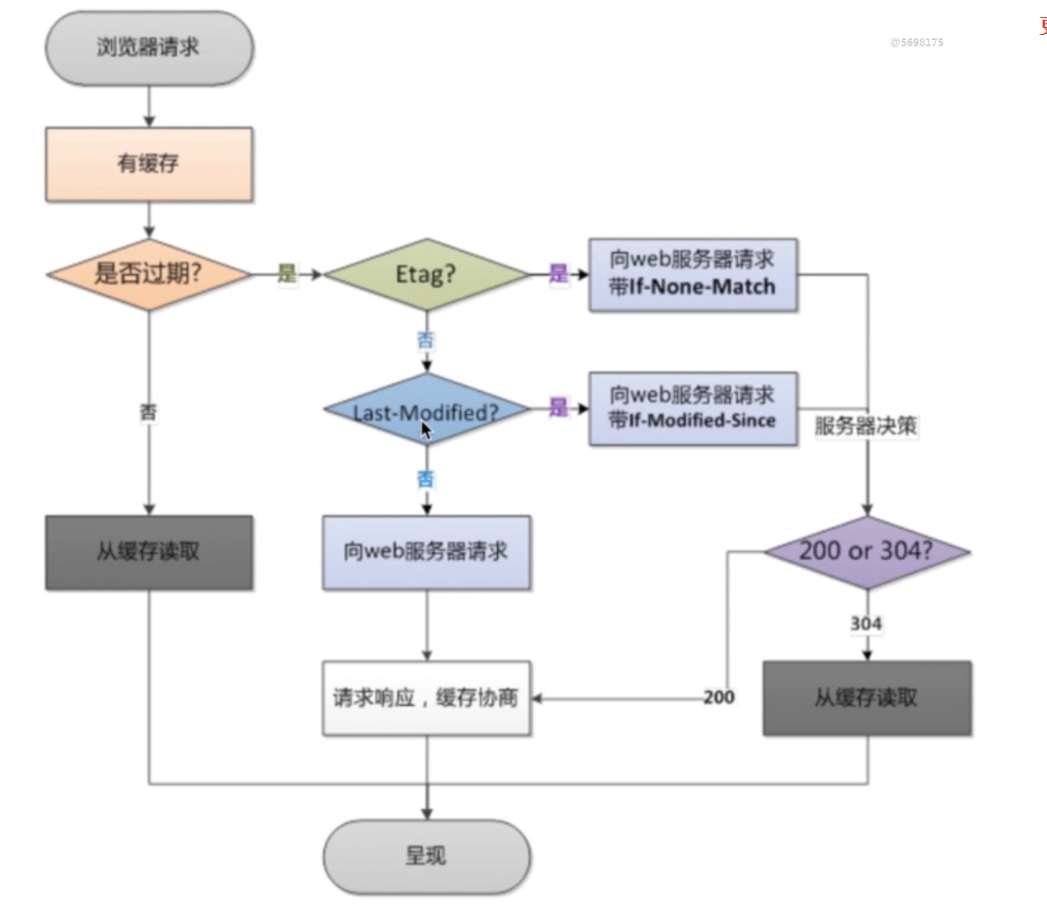 浏览器请求
@5698175
有缓存
是否过期?
是
Etag?
是
向web服务器请求
带If-None-Match
否
否
Last-Modified?
是
向web服务器请求
带If-Modified-Since
服务器决策
否
从缓存读取
向web服务器请求
200 or 304?
304
请求响应，缓存协商
200
从缓存读取
呈现